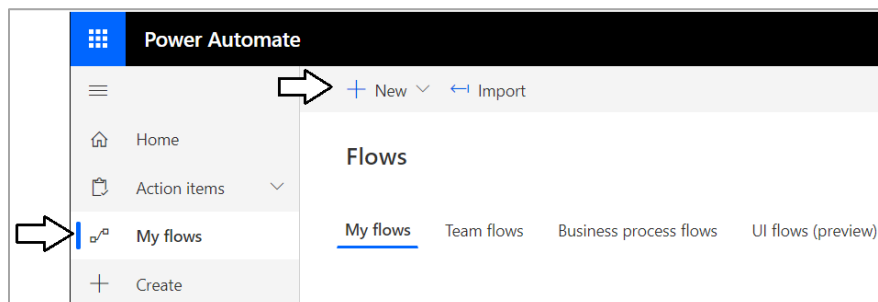 Power Automate
New
Import
Home
Flows
Action items
My flows
My flows Team flows Business process flows UI flows (preview)
Create